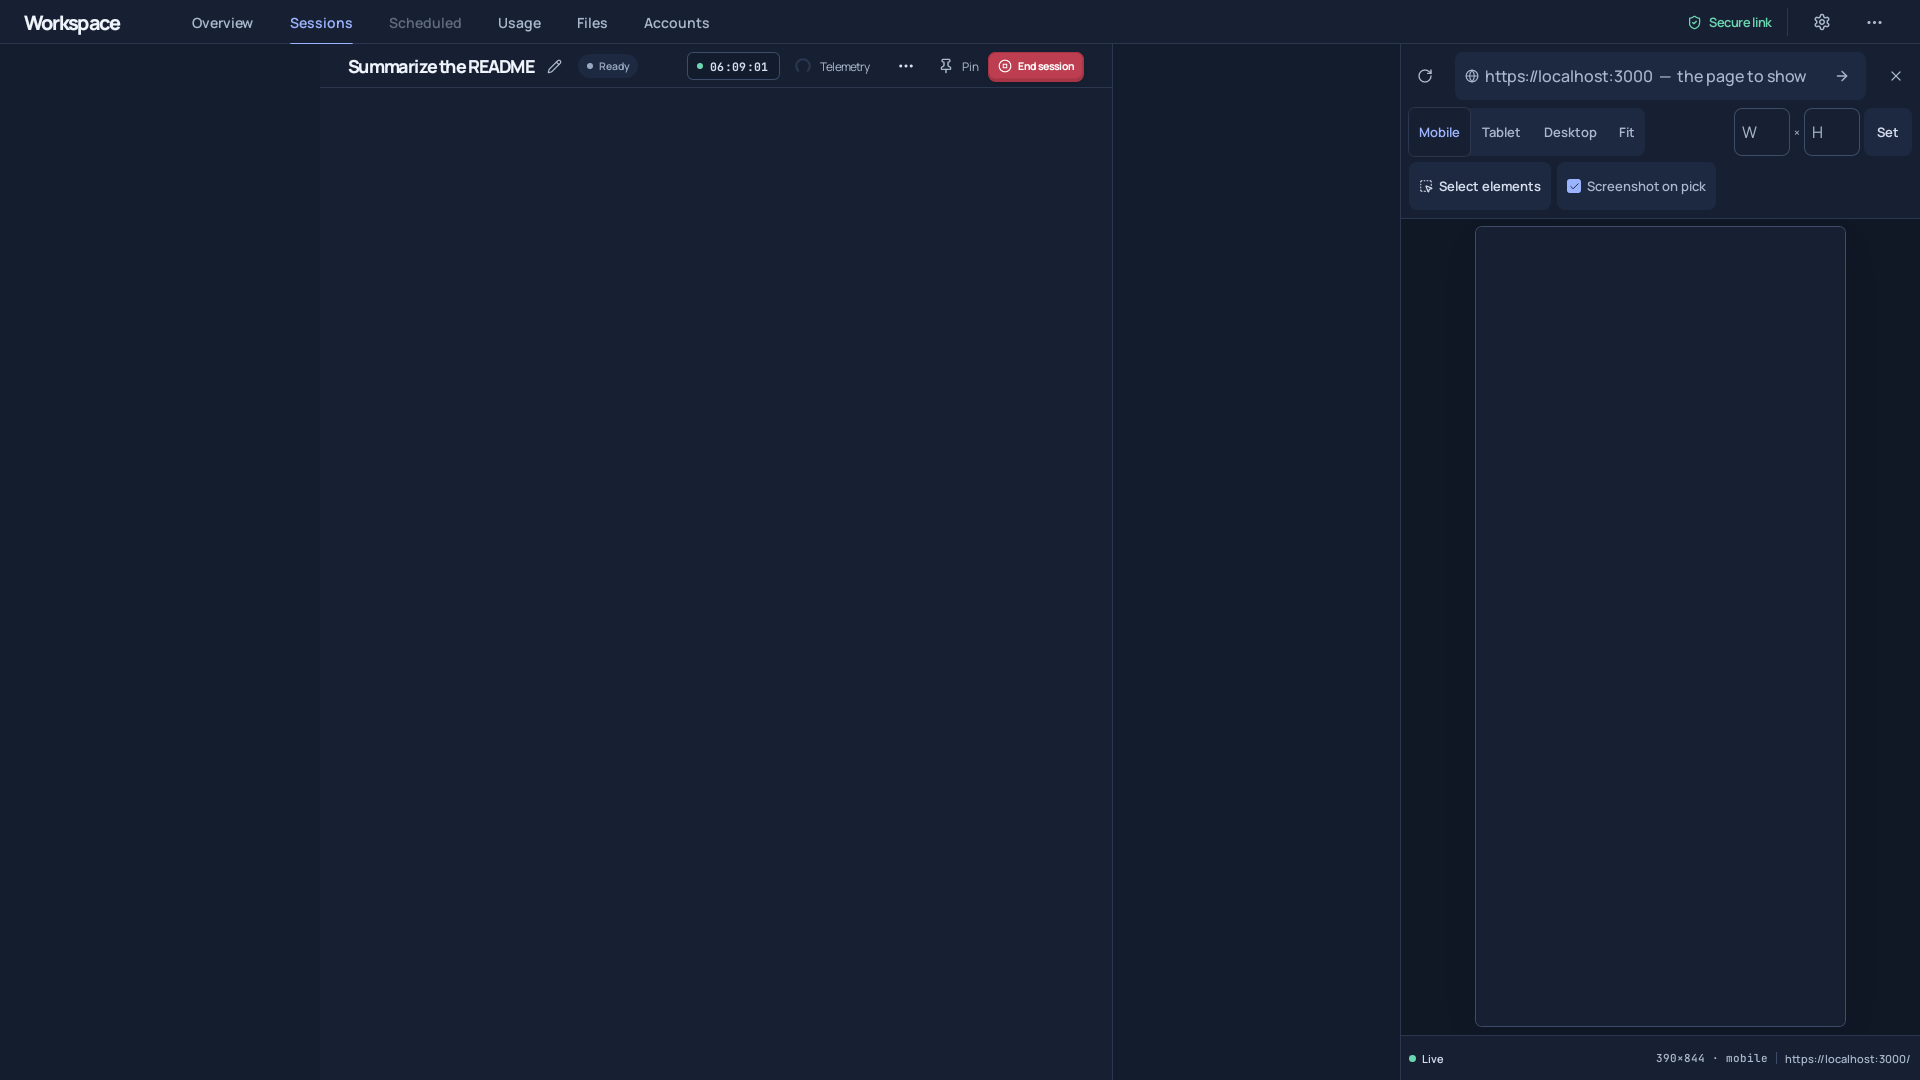 Workspace
Overview
Sessions
Scheduled
Usage
Files
Accounts
Secure link
Summarize the README
Ready
06:09:01
Telemetry
Pin
End session
https://localhost:3000 — the page to show
Mobile
Tablet
Desktop
Fit
W × H
Set
Select elements
Screenshot on pick
Live
390×844 · mobile
https://localhost:3000/